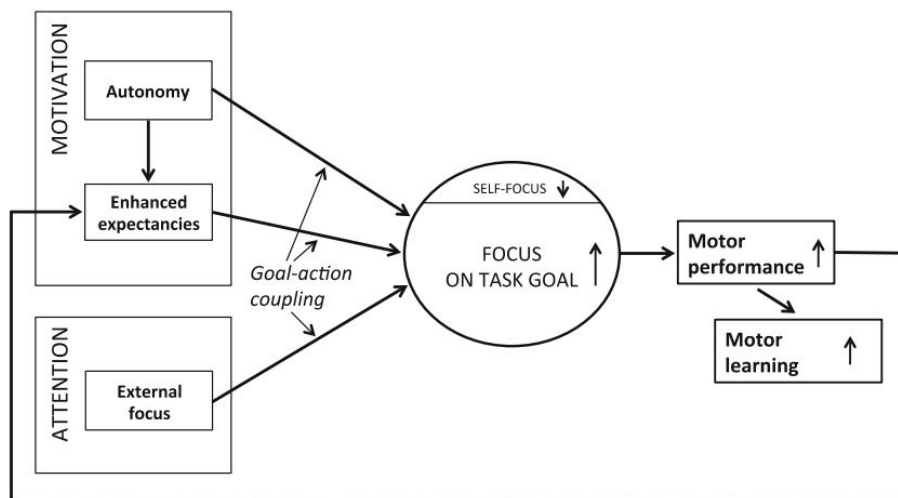 MOTIVATION
Autonomy
Enhanced
expectancies
Goal-action
coupling
ATTENTION
External
focus
SELF-FOCUS
FOCUS
ON TASK GOAL
Motor
performance
Motor
learning